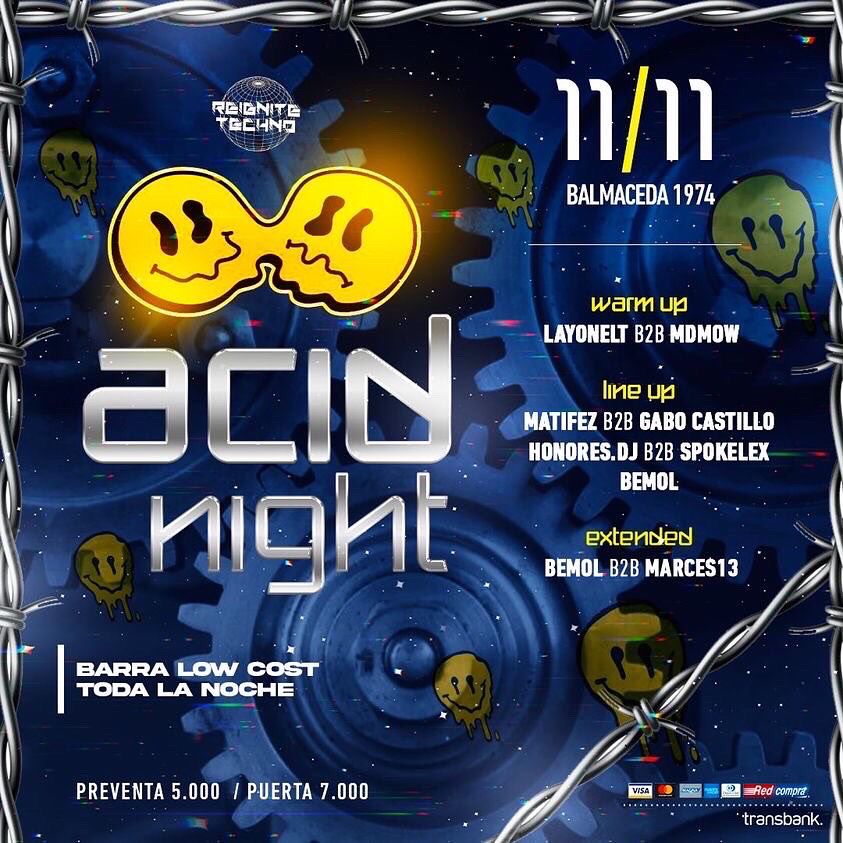 REIGNITE
TECHNO
11/11
BALMACEDA 1974
acid
night
warm up
LAYONELT B2B MDMOW
line up
MATIFEZ B2B GABO CASTILLO
HONORES.DJ B2B SPOKELEX
BEMOL
extended
BEMOL B2B MARCES13
BARRA LOW COST
TODA LA NOCHE
PREVENTA 5.000 / PUERTA 7.000
VISA
Red compra
transbank.